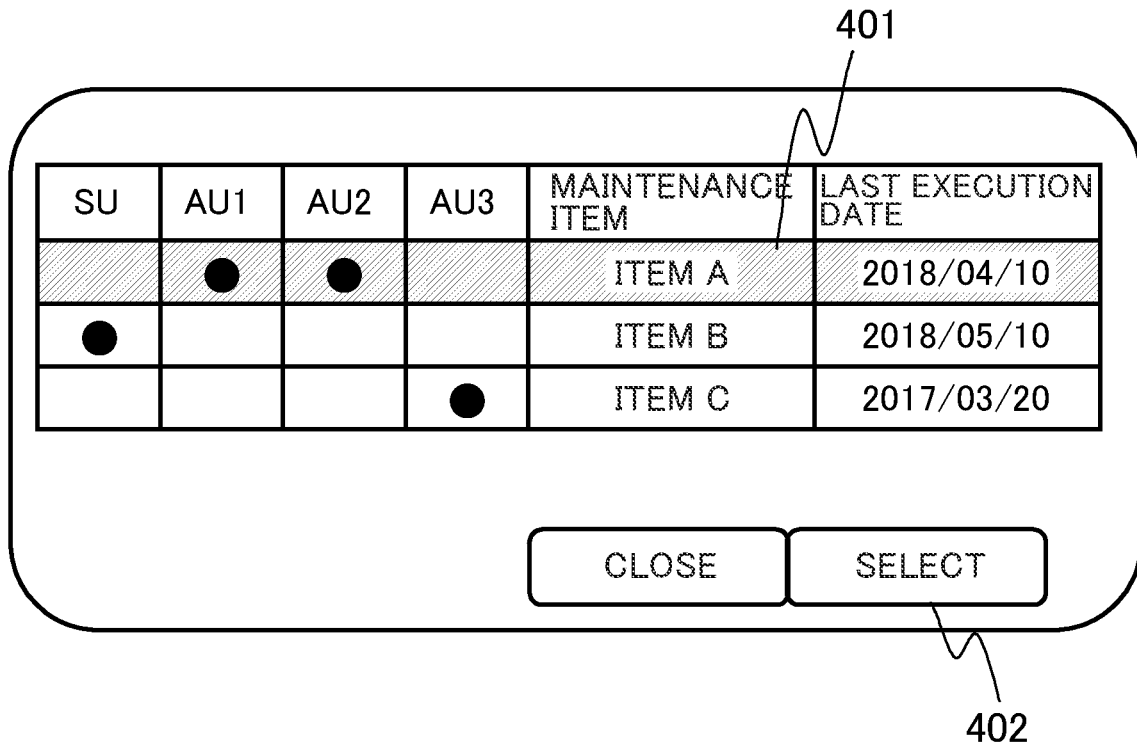 401
SU AU1 AU2 AU3 MAINTENANCE ITEM LAST EXECUTION DATE
● ● ITEM A 2018/04/10
● ITEM B 2018/05/10
● ITEM C 2017/03/20
CLOSE SELECT
402